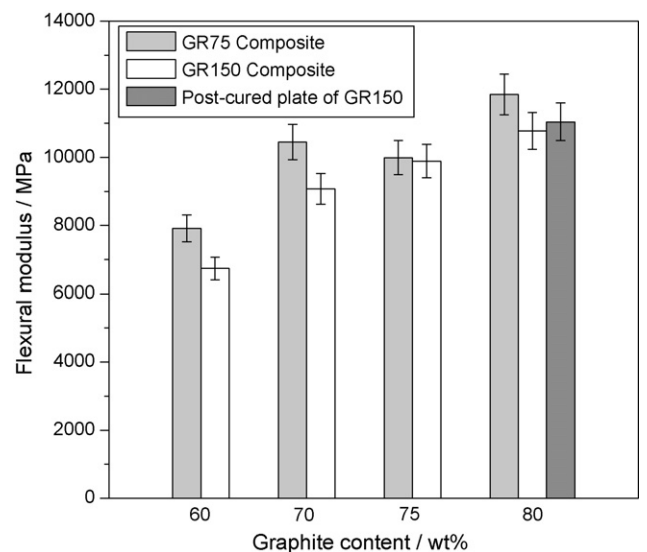 14000
12000
10000
8000
6000
4000
2000
0
Flexural modulus / MPa
GR75 Composite
GR150 Composite
Post-cured plate of GR150
60 70 75 80
Graphite content / wt%